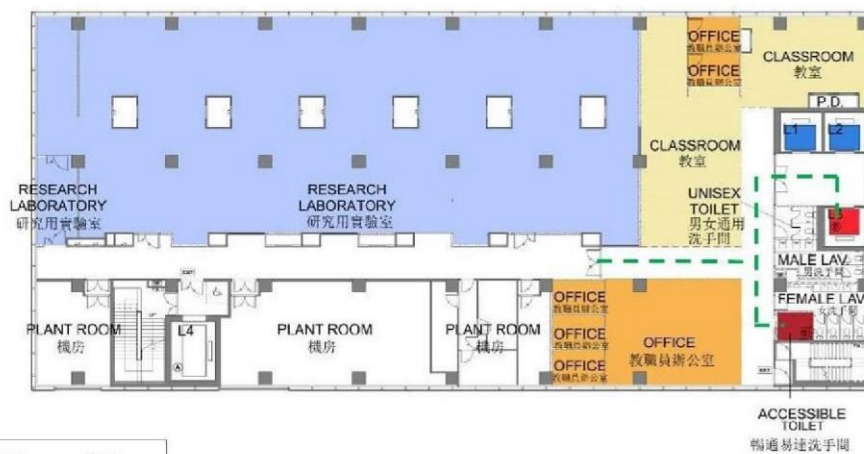 OFFICE
教職員辦公室
OFFICE
教職員辦公室
CLASSROOM
教室
P.D.
L1
L2
CLASSROOM
教室
RESEARCH
LABORATORY
研究用實驗室
RESEARCH
LABORATORY
研究用實驗室
UNISEX
TOILET
男女通用
洗手間
L3
MALE LAV.
男洗手間
FEMALE LAV.
女洗手間
EXIT
PLANT ROOM
機房
L4
A
PLANT ROOM
機房
PLANT ROOM
機房
OFFICE
教職員辦公室
OFFICE
教職員辦公室
OFFICE
教職員辦公室
OFFICE
教職員辦公室
EXIT
ACCESSIBLE
TOILET
暢通易達洗手間